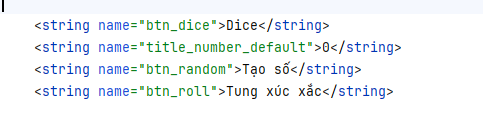 <string name="btn_dice">Dice</string>
<string name="title_number_default">0</string>
<string name="btn_random">Tạo số</string>
<string name="btn_roll">Tung xúc xắc</string>